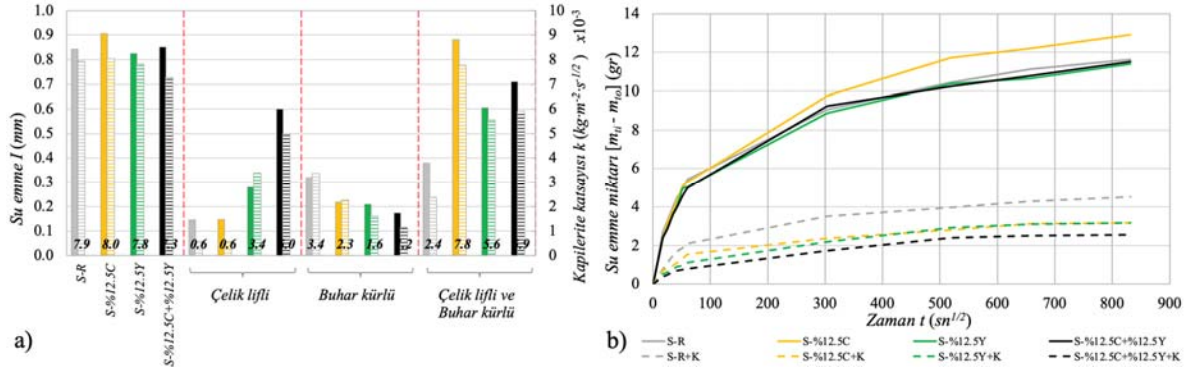 Su emme I (mm)
1.0
0.9
0.8
0.7
0.6
0.5
0.4
0.3
0.2
0.1
0.0
7.9 8.0 7.8 0.6 0.6 3.4 3.4 2.3 1.6 2.4 7.8 5.6
S-R
S-%12.5C
S-%12.5Y
S-%12.5C+%12.5Y
Çelik lifli
Buhar kürlü
Çelik lifli ve
Buhar kürlü
10
9
8
7
6
5
4
3
2
1
0
Kapilerite katsayısı k (kg·m-2·s-1/2) x10-3
a)
Su emme miktarı [mti - mto] (gr)
14
12
10
8
6
4
2
0
0 100 200 300 400 500 600 700 800 900
Zaman t (sn1/2)
b)
S-R S-%12.5C S-%12.5Y S-%12.5C+%12.5Y
S-R+K S-%12.5C+K S-%12.5Y+K S-%12.5C+%12.5Y+K